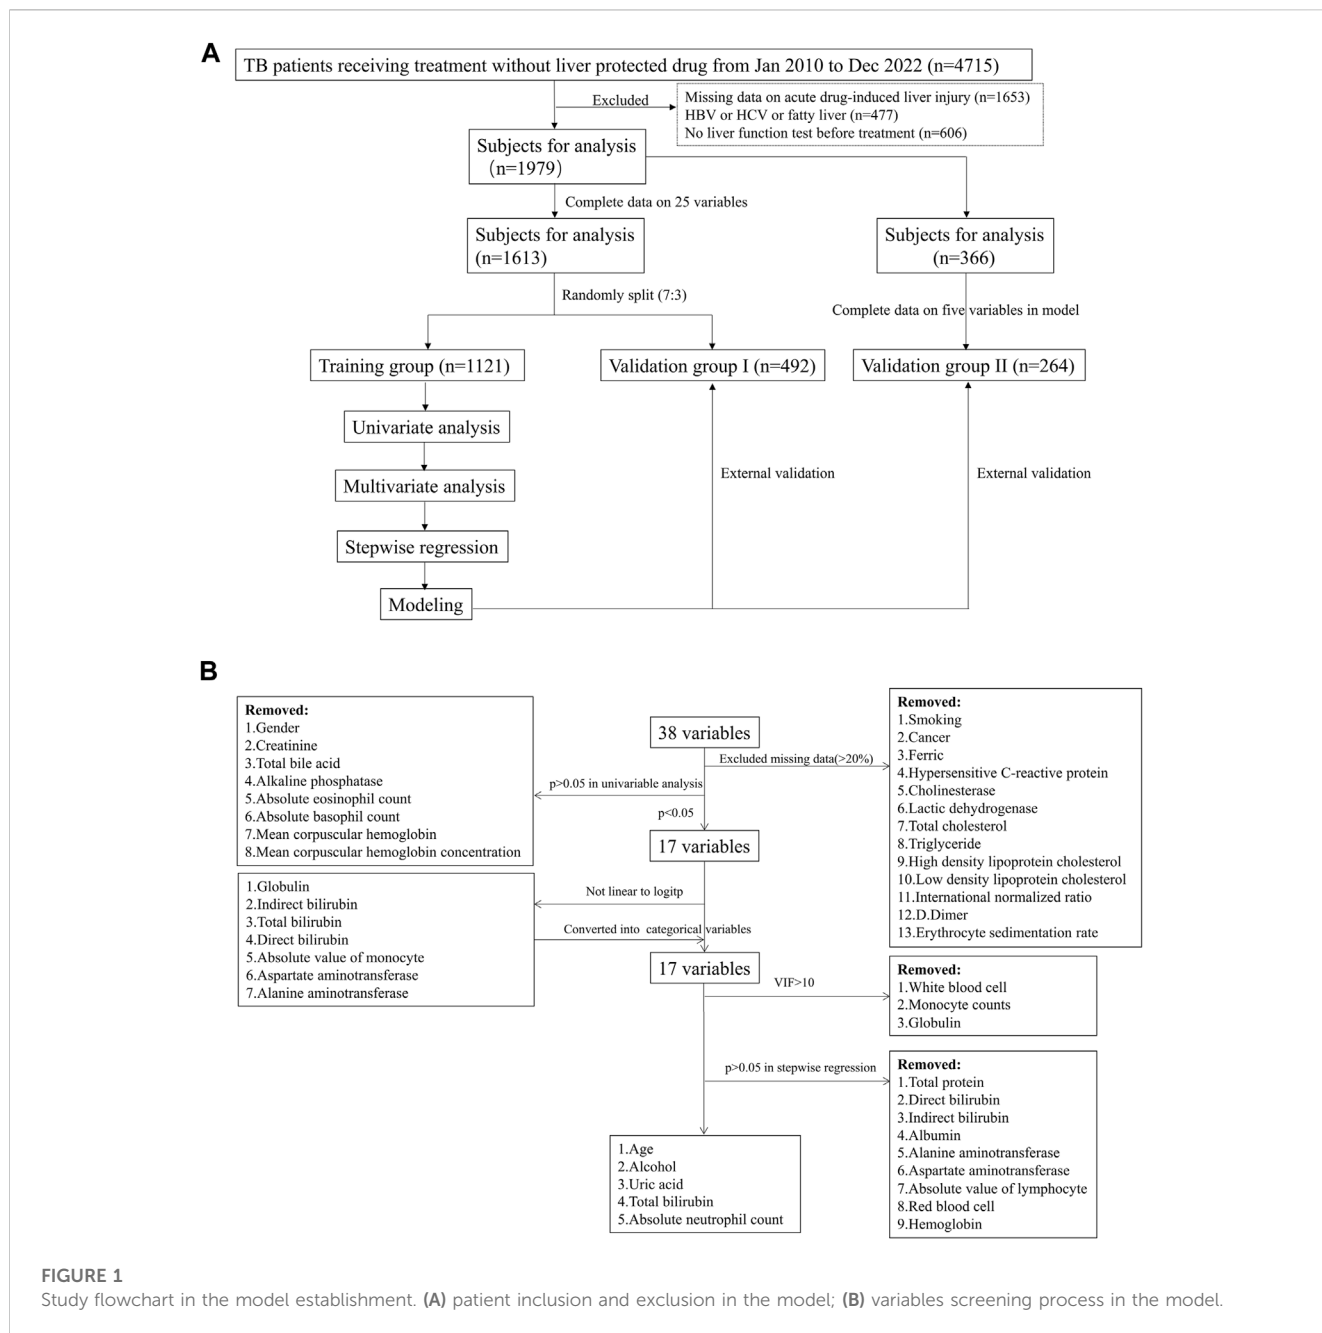 A
TB patients receiving treatment without liver protected drug from Jan 2010 to Dec 2022 (n=4715)
Excluded
Missing data on acute drug-induced liver injury (n=1653)
HBV or HCV or fatty liver (n=477)
No liver function test before treatment (n=606)
Subjects for analysis
(n=1979)
Complete data on 25 variables
Subjects for analysis
(n=1613)
Subjects for analysis
(n=366)
Randomly split (7:3)
Complete data on five variables in model
Training group (n=1121)
Validation group I (n=492)
Validation group II (n=264)
Univariate analysis
Multivariate analysis
External validation
External validation
Stepwise regression
Modeling
B
Removed:
1.Gender
2.Creatinine
3.Total bile acid
4.Alkaline phosphatase
5.Absolute eosinophil count
6.Absolute basophil count
7.Mean corpuscular hemoglobin
8.Mean corpuscular hemoglobin concentration
38 variables
Excluded missing data(>20%)
p>0.05 in univariable analysis
p<0.05
17 variables
Removed:
1.Smoking
2.Cancer
3.Ferric
4.Hypersensitive C-reactive protein
5.Cholinesterase
6.Lactic dehydrogenase
7.Total cholesterol
8.Triglyceride
9.High density lipoprotein cholesterol
10.Low density lipoprotein cholesterol
11.International normalized ratio
12.D.Dimer
13.Erythrocyte sedimentation rate
1.Globulin
2.Indirect bilirubin
3.Total bilirubin
4.Direct bilirubin
5.Absolute value of monocyte
6.Aspartate aminotransferase
7.Alanine aminotransferase
Not linear to logitp
Converted into categorical variables
17 variables
VIF>10
Removed:
1.White blood cell
2.Monocyte counts
3.Globulin
p>0.05 in stepwise regression
Removed:
1.Total protein
2.Direct bilirubin
3.Indirect bilirubin
4.Albumin
5.Alanine aminotransferase
6.Aspartate aminotransferase
7.Absolute value of lymphocyte
8.Red blood cell
9.Hemoglobin
1.Age
2.Alcohol
3.Uric acid
4.Total bilirubin
5.Absolute neutrophil count
FIGURE 1
Study flowchart in the model establishment. (A) patient inclusion and exclusion in the model; (B) variables screening process in the model.